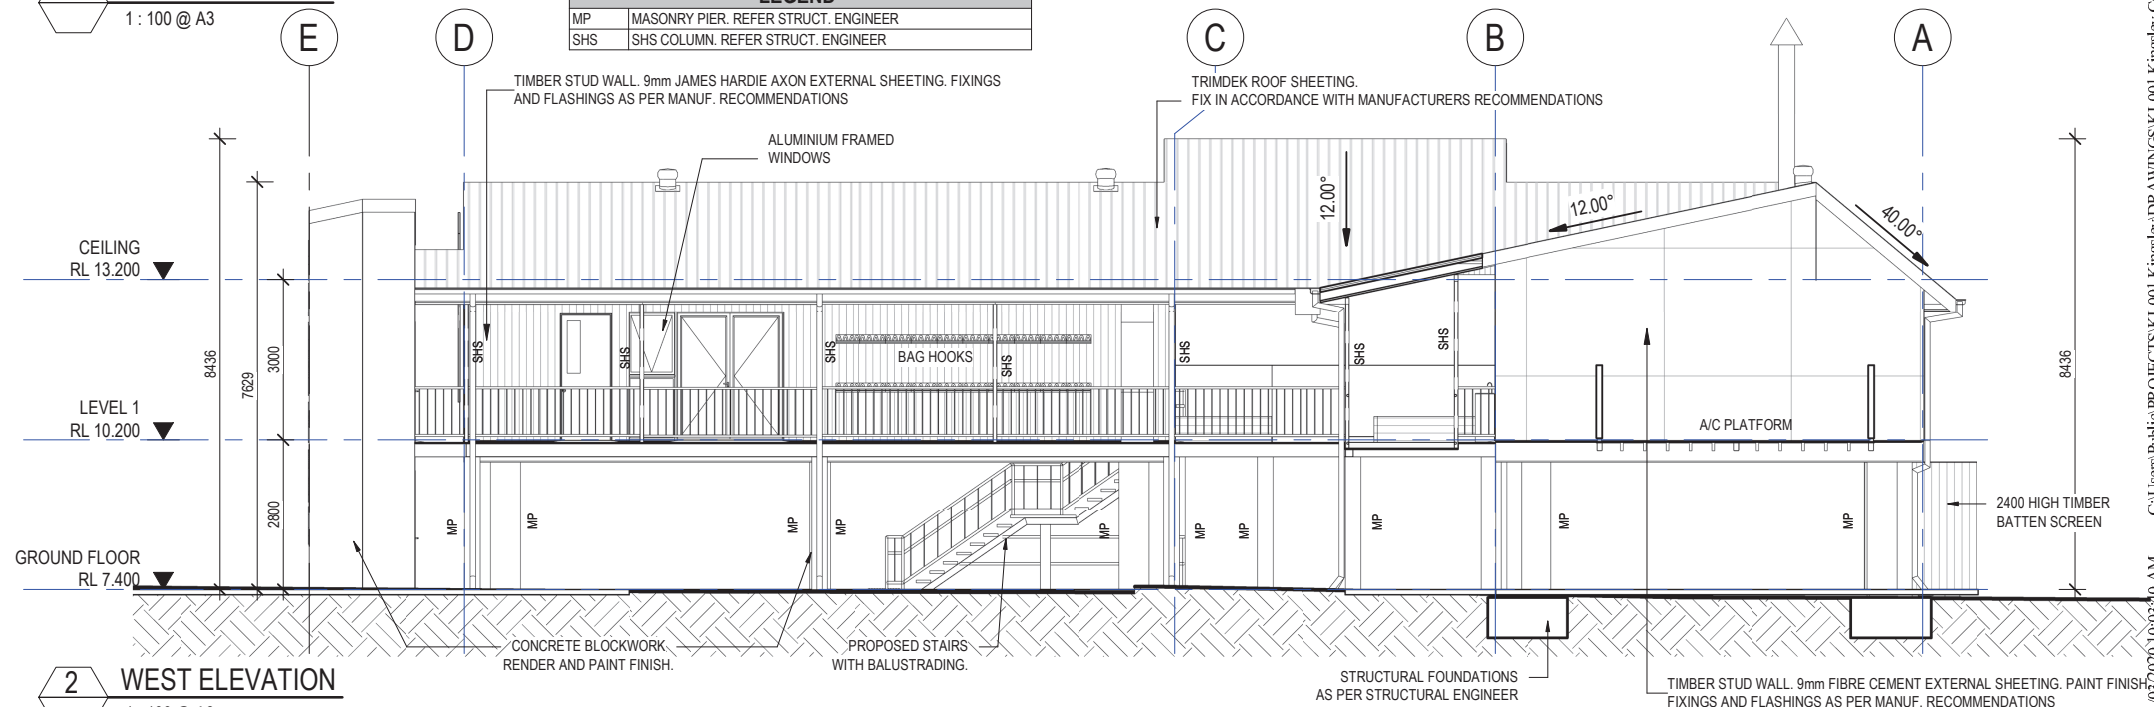 1 : 100 @ A3
LEGEND
MP MASONRY PIER. REFER STRUCT. ENGINEER
SHS SHS COLUMN. REFER STRUCT. ENGINEER
E
D
C
B
A
TIMBER STUD WALL. 9mm JAMES HARDIE AXON EXTERNAL SHEETING. FIXINGS
AND FLASHINGS AS PER MANUF. RECOMMENDATIONS
TRIMDEK ROOF SHEETING.
FIX IN ACCORDANCE WITH MANUFACTURERS RECOMMENDATIONS
ALUMINIUM FRAMED
WINDOWS
12.00°
12.00°
40.00°
CEILING
RL 13.200
8436
7629
3000
8436
SHS
SHS
SHS
BAG HOOKS
SHS
SHS
SHS
SHS
LEVEL 1
RL 10.200
A/C PLATFORM
2800
MP
MP
MP
MP
MP
MP
MP
MP
MP
MP
2400 HIGH TIMBER
BATTEN SCREEN
GROUND FLOOR
RL 7.400
CONCRETE BLOCKWORK
RENDER AND PAINT FINISH.
PROPOSED STAIRS
WITH BALUSTRADING.
STRUCTURAL FOUNDATIONS
AS PER STRUCTURAL ENGINEER
TIMBER STUD WALL. 9mm FIBRE CEMENT EXTERNAL SHEETING. PAINT FINISH
FIXINGS AND FLASHINGS AS PER MANUF. RECOMMENDATIONS
2 WEST ELEVATION